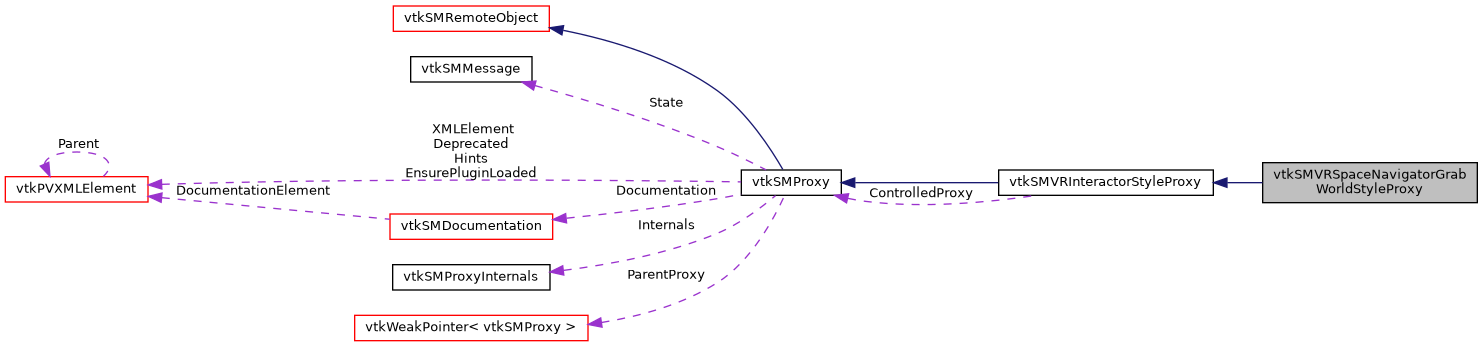 vtkSMRemoteObject
vtkSMMessage
State
XMLElement
Deprecated
Hints
EnsurePluginLoaded
Parent
vtkPVXMLElement
DocumentationElement
Documentation
vtkSMProxy
ControlledProxy
vtkSMVRInteractorStyleProxy
vtkSMVRSpaceNavigatorGrab
WorldStyleProxy
vtkSMDocumentation
Internals
vtkSMProxyInternals
ParentProxy
vtkWeakPointer< vtkSMProxy >